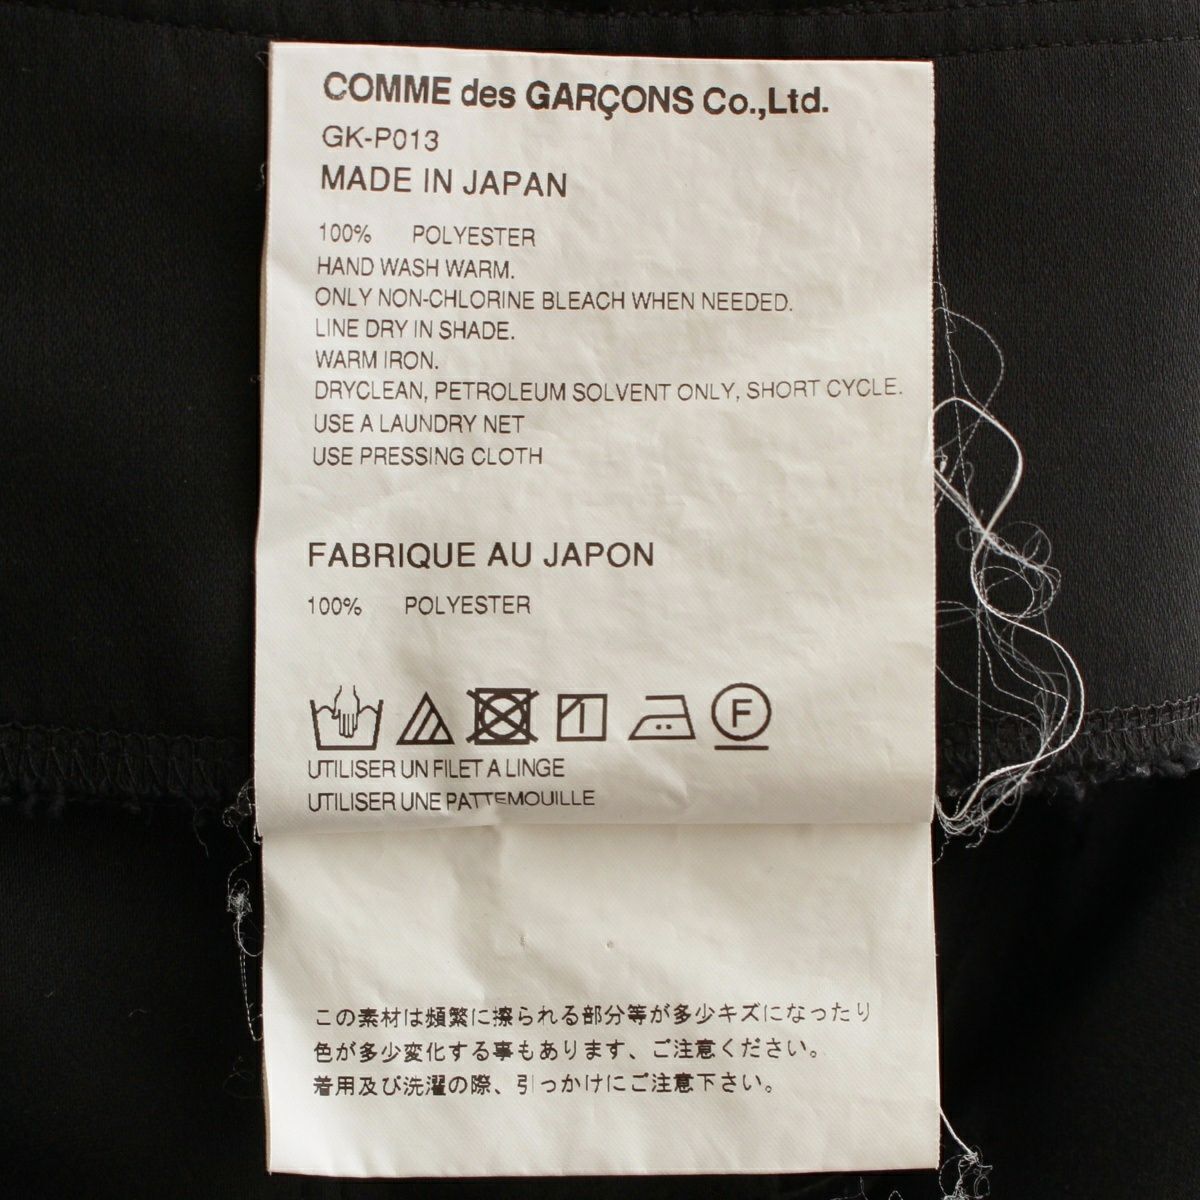 COMME des GARÇONS Co.,Ltd.
GK-P013
MADE IN JAPAN
100% POLYESTER
HAND WASH WARM.
ONLY NON-CHLORINE BLEACH WHEN NEEDED.
LINE DRY IN SHADE.
WARM IRON.
DRYCLEAN, PETROLEUM SOLVENT ONLY, SHORT CYCLE.
USE A LAUNDRY NET
USE PRESSING CLOTH
FABRIQUE AU JAPON
100% POLYESTER
F
UTILISER UN FILET A LINGE
UTILISER UNE PATTEMOUILLE
この素材は頻繁に擦られる部分等が多少キズになったり
色が多少変化する事もあります、ご注意ください。
着用及び洗濯の際、引っかけにご注意下さい。